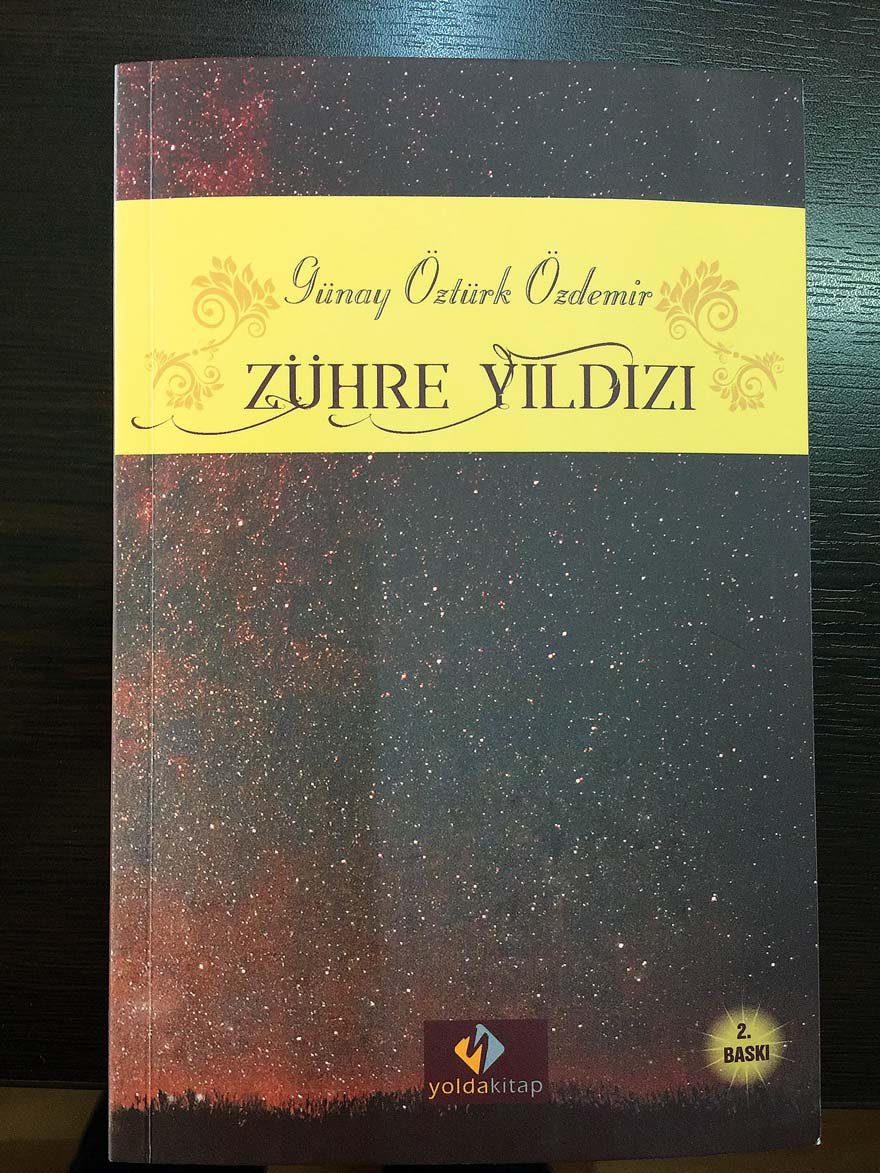 Günay Öztürk Özdemir
ZÜHRE YILDIZI
2.
BASKI
yoldakitap